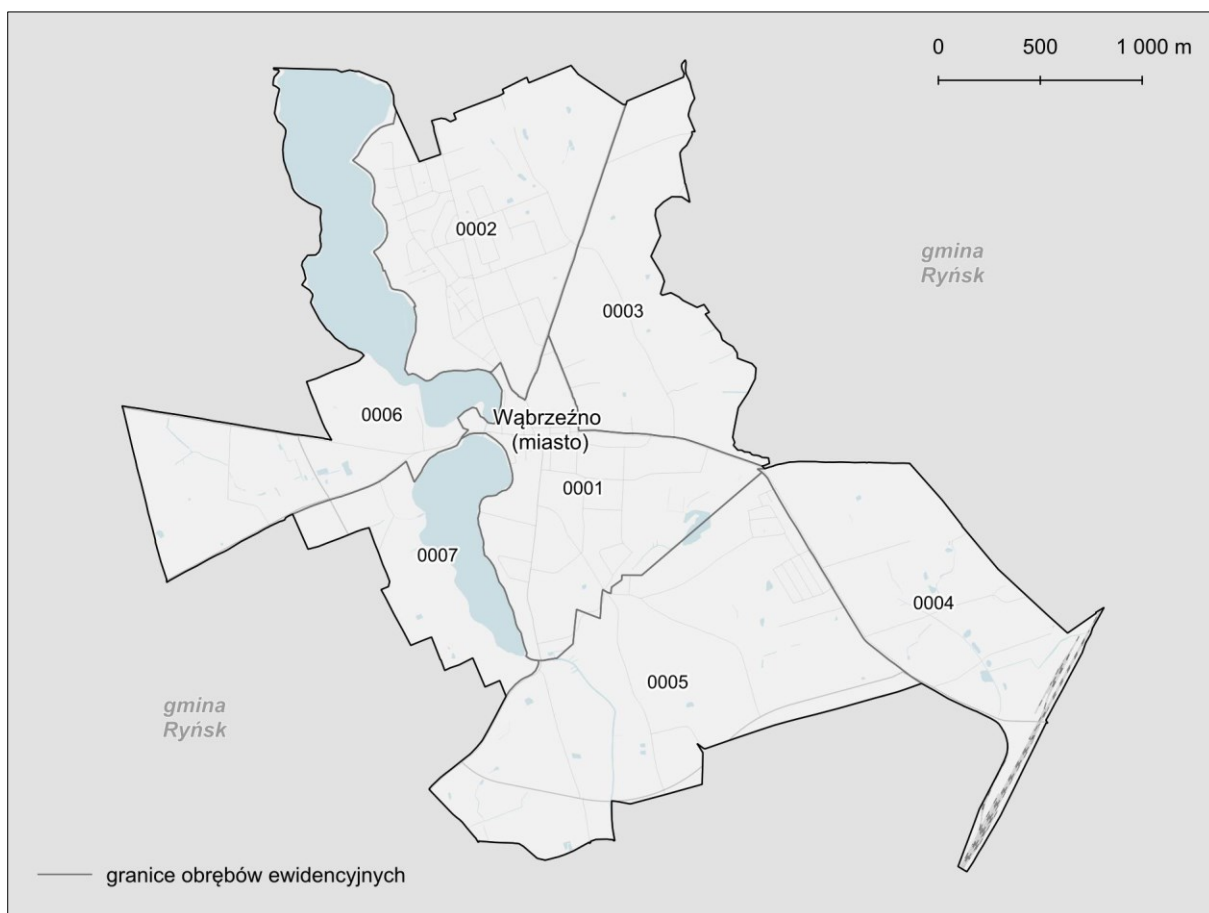 0 500 1 000 m
0002
gmina
Ryńsk
0003
0006
Wąbrzeźno
(miasto)
0001
0007
0004
0005
gmina
Ryńsk
granice obrębów ewidencyjnych